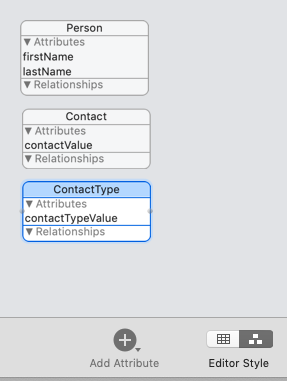 Person
▼ Attributes
firstName
lastName
▼ Relationships
Contact
▼ Attributes
contactValue
▼ Relationships
ContactType
▼ Attributes
contactTypeValue
▼ Relationships
Add Attribute
Editor Style